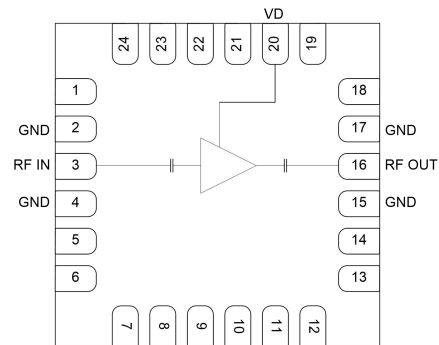 VD
24 23 22 21 20 19
1 18
GND 2 17 GND
RF IN 3 16 RF OUT
GND 4 15 GND
5 14
6 13
7 8 9 10 11 12